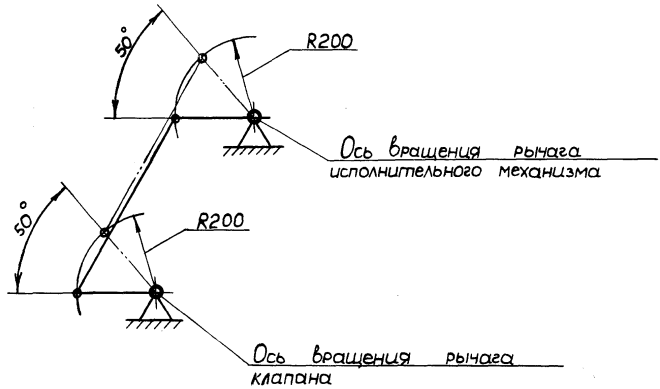 50°
R200
Ось вращения рычага
исполнительного механизма
50°
R200
Ось вращения рычага
клапана